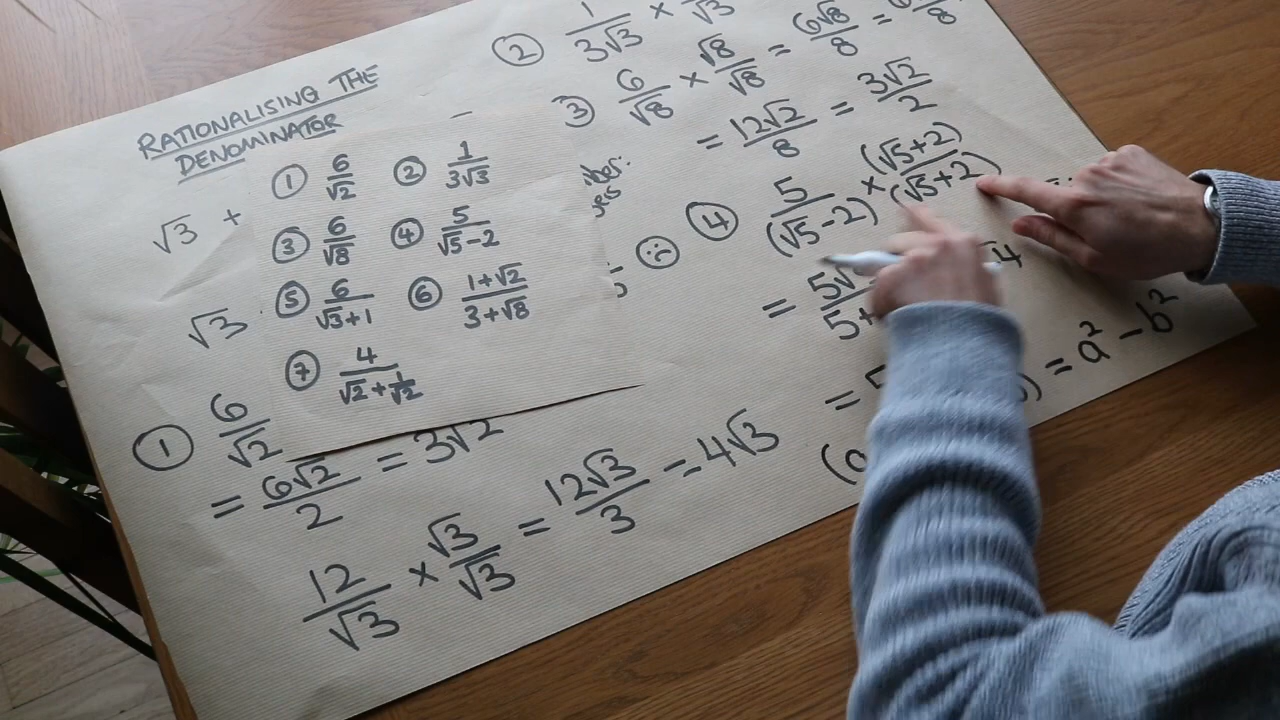 RATIONALISING THE
DENOMINATOR
① 6/√2 ② 1/3√3
③ 6/√8 ④ 5/√5-2
⑤ 6/√3+1 ⑥ 1+√2/3+√8
⑦ 4/√2+1/√2
√3 +
√3
① 6/√2
= 6√2/2 = 3√2
12/√3 × √3/√3 = 12√3/3 = 4√3
② 1/3√3 × /√3
③ 6/√8 × √8/√8 = 6√8/8 =
= 12√2/8 = 3√2/2
④ 5/(√5-2) × (√5+2)/(√5+2)
= 5√/5+
=
= a²-b²